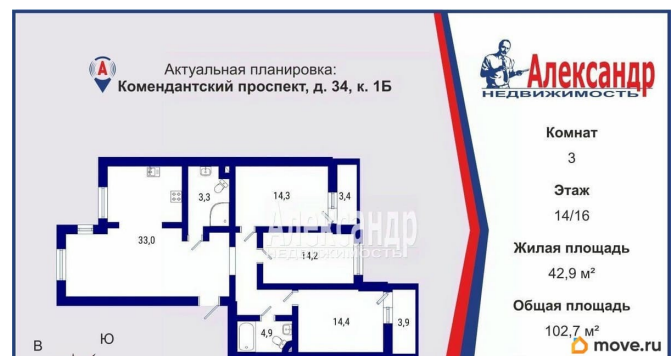 Актуальная планировка:
Комендантский проспект, д. 34, к. 1Б
Александр
НЕДВИЖИМОСТЬ
Комнат
3
Этаж
14/16
Жилая площадь
42,9 м²
Общая площадь
102,7 м²
3,3
14,3
3,4
33,0
14,2
14,4
3,9
4,9
Александр
НЕДВИЖИМОСТЬ
В
Ю
move.ru